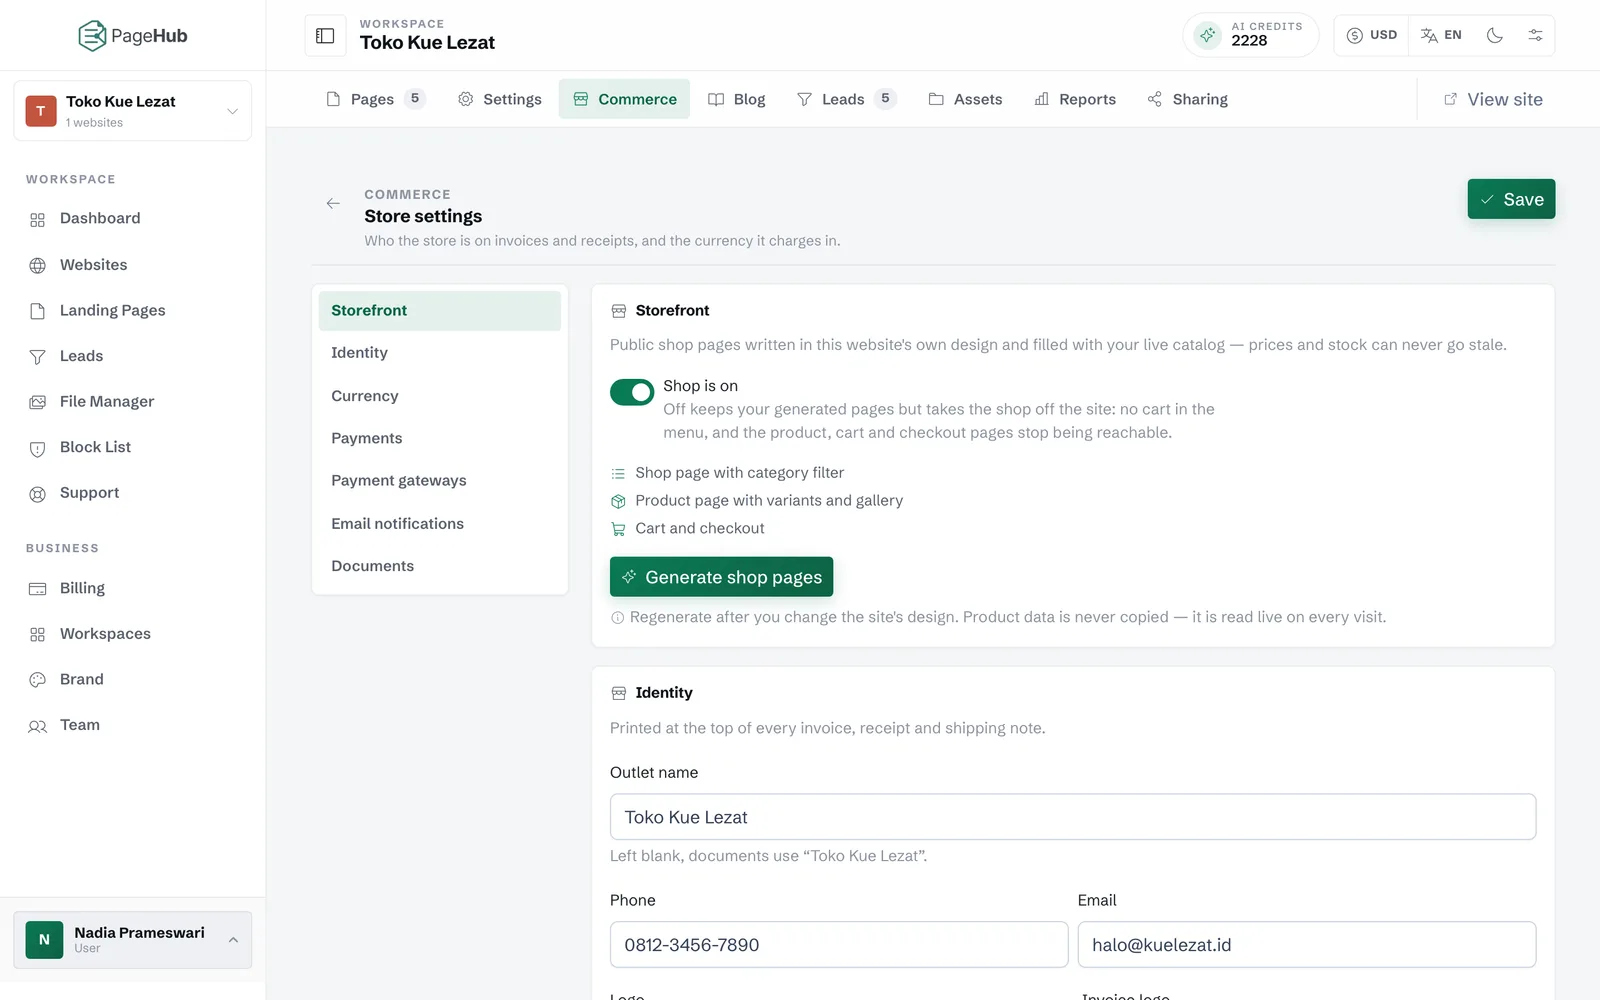 PageHub
WORKSPACE
Toko Kue Lezat
AI CREDITS
2228
USD
EN
T
Toko Kue Lezat
1 websites
Pages 5
Settings
Commerce
Blog
Leads 5
Assets
Reports
Sharing
View site
WORKSPACE
Dashboard
Websites
Landing Pages
Leads
File Manager
Block List
Support
BUSINESS
Billing
Workspaces
Brand
Team
N
Nadia Prameswari
User
COMMERCE
Store settings
Who the store is on invoices and receipts, and the currency it charges in.
Save
Storefront
Identity
Currency
Payments
Payment gateways
Email notifications
Documents
Storefront
Public shop pages written in this website's own design and filled with your live catalog — prices and stock can never go stale.
Shop is on
Off keeps your generated pages but takes the shop off the site: no cart in the
menu, and the product, cart and checkout pages stop being reachable.
Shop page with category filter
Product page with variants and gallery
Cart and checkout
Generate shop pages
Regenerate after you change the site's design. Product data is never copied — it is read live on every visit.
Identity
Printed at the top of every invoice, receipt and shipping note.
Outlet name
Toko Kue Lezat
Left blank, documents use “Toko Kue Lezat”.
Phone
Email
0812-3456-7890
halo@kuelezat.id
Logo
Invoice logo